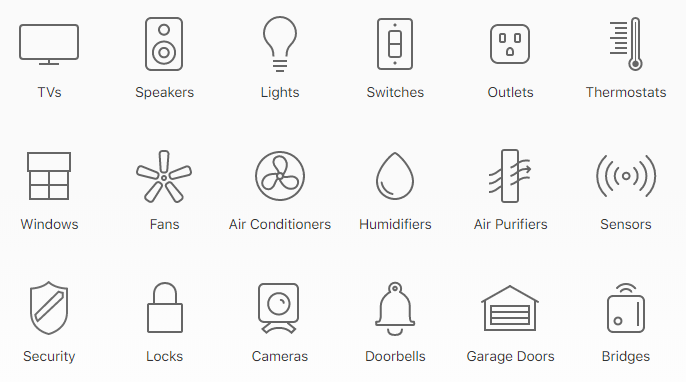 TVs
Speakers
Lights
Switches
Outlets
Thermostats
Windows
Fans
Air Conditioners
Humidifiers
Air Purifiers
Sensors
Security
Locks
Cameras
Doorbells
Garage Doors
Bridges